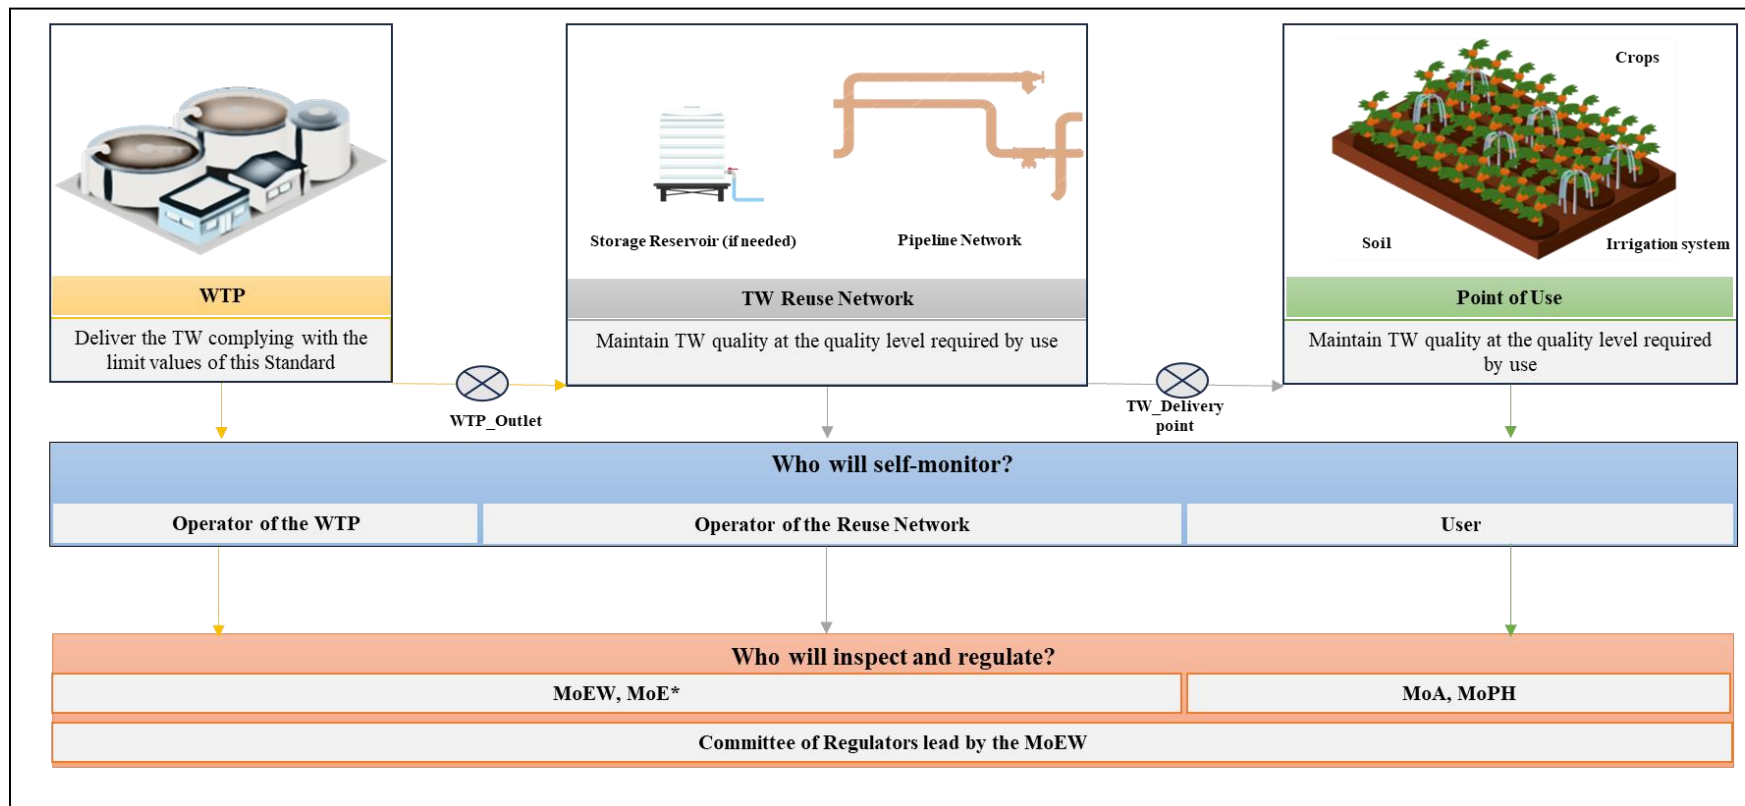 Crops
Storage Reservoir (if needed)
Pipeline Network
Soil
Irrigation system
WTP
TW Reuse Network
Point of Use
Deliver the TW complying with the
limit values of this Standard
Maintain TW quality at the quality level required by use
Maintain TW quality at the quality level required
by use
WTP_Outlet
TW_Delivery
point
Who will self-monitor?
Operator of the WTP
Operator of the Reuse Network
User
Who will inspect and regulate?
MoEW, MoE*
MoA, MoPH
Committee of Regulators lead by the MoEW